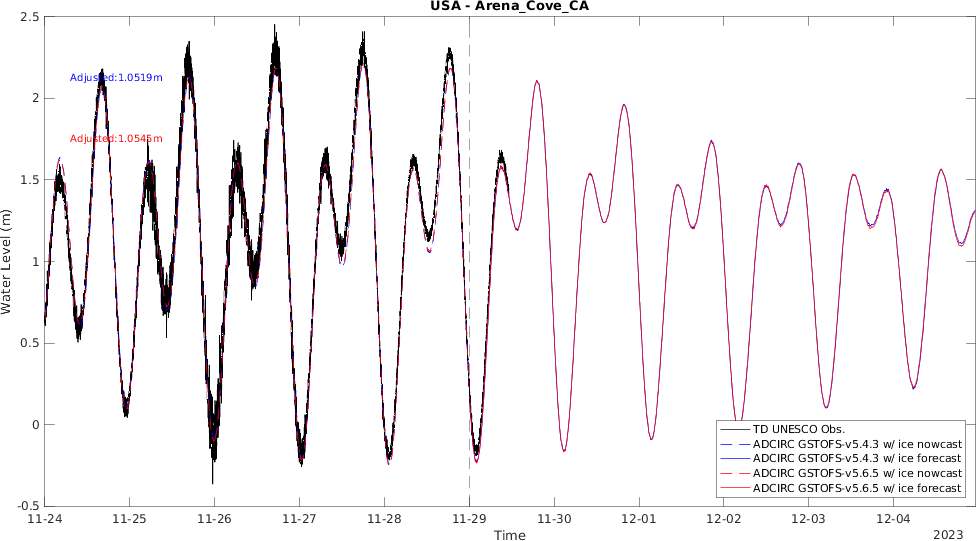 USA - Arena_Cove_CA
2.5
2
1.5
1
0.5
0
-0.5
Water Level (m)
Adjusted:1.0519m
Adjusted:1.0545m
TD UNESCO Obs.
ADCIRC GSTOFS-v5.4.3 w/ ice nowcast
ADCIRC GSTOFS-v5.4.3 w/ ice forecast
ADCIRC GSTOFS-v5.6.5 w/ ice nowcast
ADCIRC GSTOFS-v5.6.5 w/ ice forecast
11-24 11-25 11-26 11-27 11-28 11-29 11-30 12-01 12-02 12-03 12-04
Time
2023